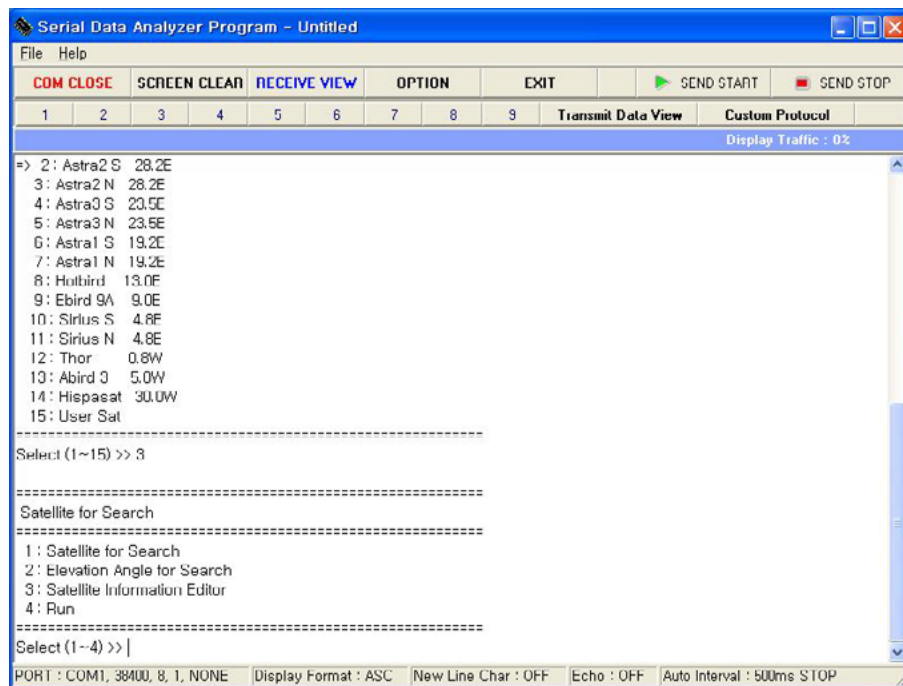 Serial Data Analyzer Program - Untitled
File Help
COM CLOSE SCREEN CLEAR RECEIVE VIEW OPTION EXIT SEND START SEND STOP
1 2 3 4 5 6 7 8 9 Transmit Data View Custom Protocol
Display Traffic : 0%
=> 2 : Astra2 S 28.2E
3 : Astra2 N 28.2E
4 : Astra3 S 23.5E
5 : Astra3 N 23.5E
6 : Astra1 S 19.2E
7 : Astra1 N 19.2E
8 : Hotbird 13.0E
9 : Ebird 9A 9.0E
10 : Sirius S 4.8E
11 : Sirius N 4.8E
12 : Thor 0.8W
13 : Abird 3 5.0W
14 : Hispasat 30.0W
15 : User Sat
============================================================
Select (1~15) >> 3
============================================================
Satellite for Search
============================================================
1 : Satellite for Search
2 : Elevation Angle for Search
3 : Satellite Information Editor
4 : Run
============================================================
Select (1~4) >>
PORT : COM1, 38400, 8, 1, NONE Display Format : ASC New Line Char : OFF Echo : OFF Auto Interval : 500ms STOP